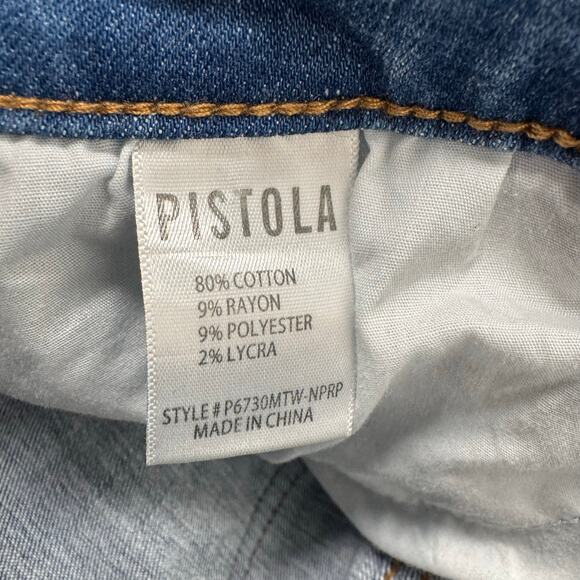 PISTOLA
80% COTTON
9% RAYON
9% POLYESTER
2% LYCRA
STYLE # P6730MTW-NPRP
MADE IN CHINA